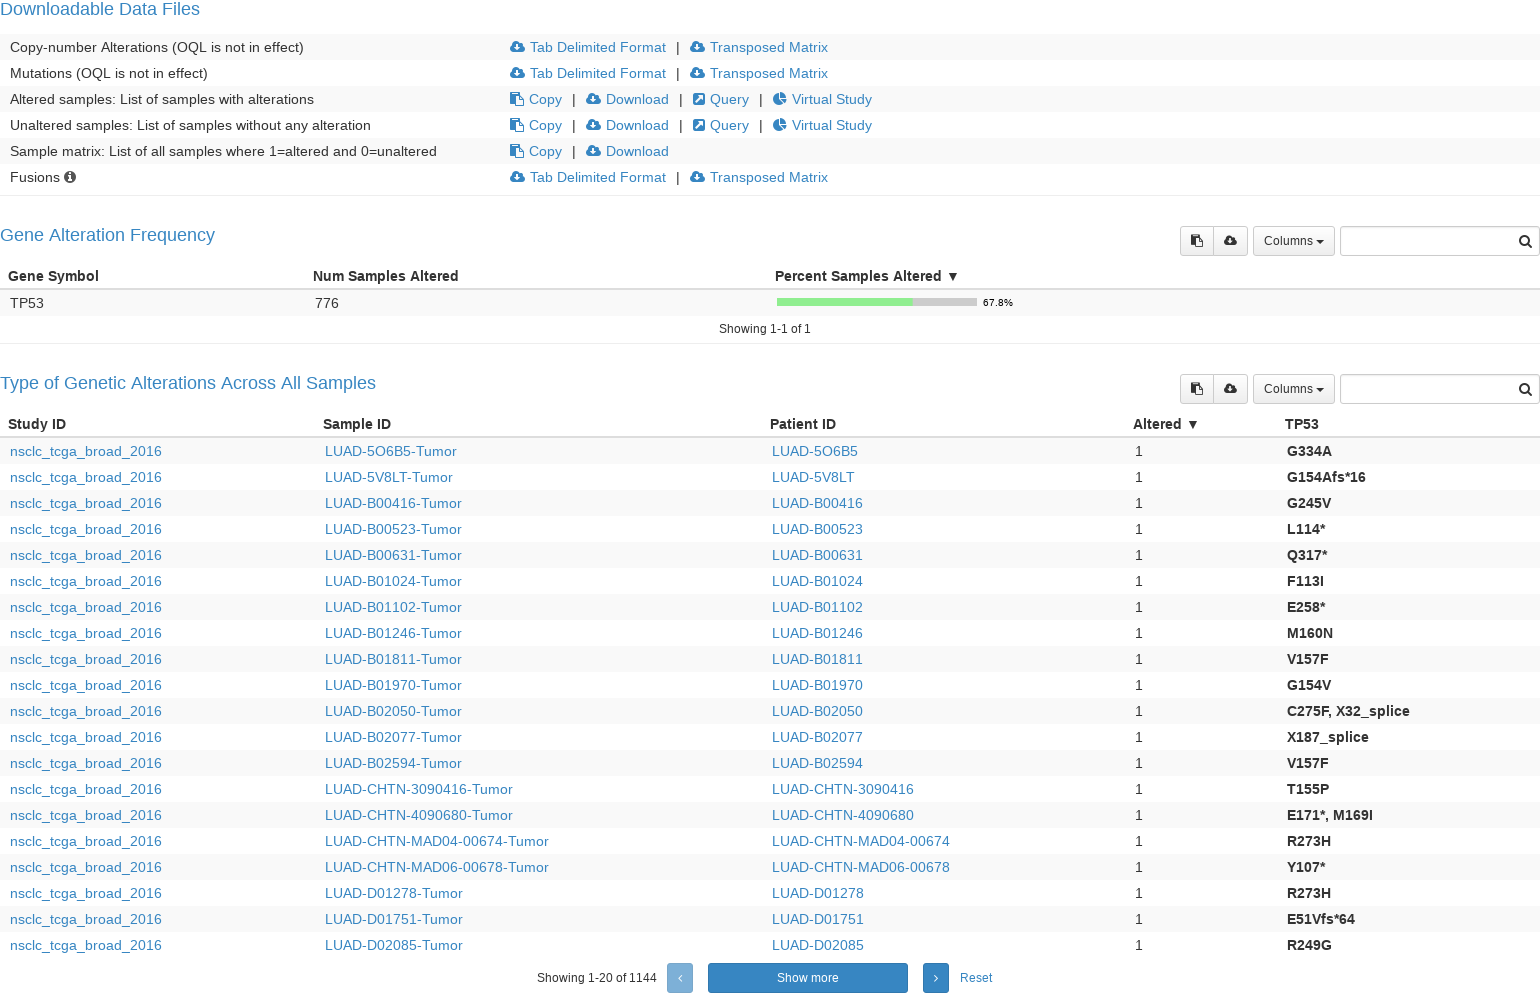 Downloadable Data Files
Copy-number Alterations (OQL is not in effect) Tab Delimited Format | Transposed Matrix
Mutations (OQL is not in effect) Tab Delimited Format | Transposed Matrix
Altered samples: List of samples with alterations Copy | Download | Query | Virtual Study
Unaltered samples: List of samples without any alteration Copy | Download | Query | Virtual Study
Sample matrix: List of all samples where 1=altered and 0=unaltered Copy | Download
Fusions Tab Delimited Format | Transposed Matrix
Gene Alteration Frequency Columns
Gene Symbol Num Samples Altered Percent Samples Altered ▼
TP53 776 67.8%
Showing 1-1 of 1
Type of Genetic Alterations Across All Samples Columns
Study ID Sample ID Patient ID Altered ▼ TP53
nsclc_tcga_broad_2016 LUAD-5O6B5-Tumor LUAD-5O6B5 1 G334A
nsclc_tcga_broad_2016 LUAD-5V8LT-Tumor LUAD-5V8LT 1 G154Afs*16
nsclc_tcga_broad_2016 LUAD-B00416-Tumor LUAD-B00416 1 G245V
nsclc_tcga_broad_2016 LUAD-B00523-Tumor LUAD-B00523 1 L114*
nsclc_tcga_broad_2016 LUAD-B00631-Tumor LUAD-B00631 1 Q317*
nsclc_tcga_broad_2016 LUAD-B01024-Tumor LUAD-B01024 1 F113I
nsclc_tcga_broad_2016 LUAD-B01102-Tumor LUAD-B01102 1 E258*
nsclc_tcga_broad_2016 LUAD-B01246-Tumor LUAD-B01246 1 M160N
nsclc_tcga_broad_2016 LUAD-B01811-Tumor LUAD-B01811 1 V157F
nsclc_tcga_broad_2016 LUAD-B01970-Tumor LUAD-B01970 1 G154V
nsclc_tcga_broad_2016 LUAD-B02050-Tumor LUAD-B02050 1 C275F, X32_splice
nsclc_tcga_broad_2016 LUAD-B02077-Tumor LUAD-B02077 1 X187_splice
nsclc_tcga_broad_2016 LUAD-B02594-Tumor LUAD-B02594 1 V157F
nsclc_tcga_broad_2016 LUAD-CHTN-3090416-Tumor LUAD-CHTN-3090416 1 T155P
nsclc_tcga_broad_2016 LUAD-CHTN-4090680-Tumor LUAD-CHTN-4090680 1 E171*, M169I
nsclc_tcga_broad_2016 LUAD-CHTN-MAD04-00674-Tumor LUAD-CHTN-MAD04-00674 1 R273H
nsclc_tcga_broad_2016 LUAD-CHTN-MAD06-00678-Tumor LUAD-CHTN-MAD06-00678 1 Y107*
nsclc_tcga_broad_2016 LUAD-D01278-Tumor LUAD-D01278 1 R273H
nsclc_tcga_broad_2016 LUAD-D01751-Tumor LUAD-D01751 1 E51Vfs*64
nsclc_tcga_broad_2016 LUAD-D02085-Tumor LUAD-D02085 1 R249G
Showing 1-20 of 1144 ‹ Show more › Reset